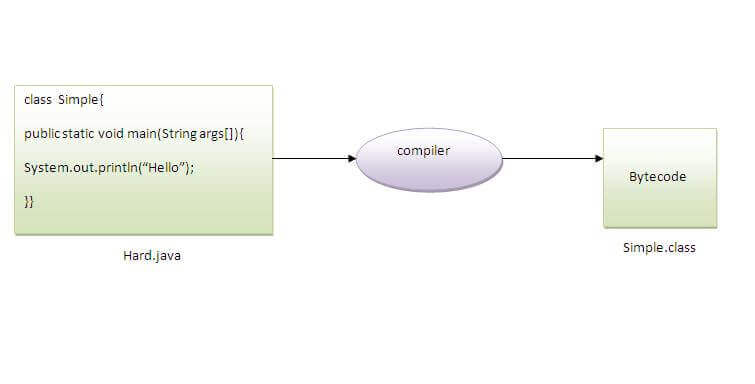 class Simple{
public static void main(String args[]){
System.out.println(“Hello”);
}}
Hard.java
compiler
Bytecode
Simple.class